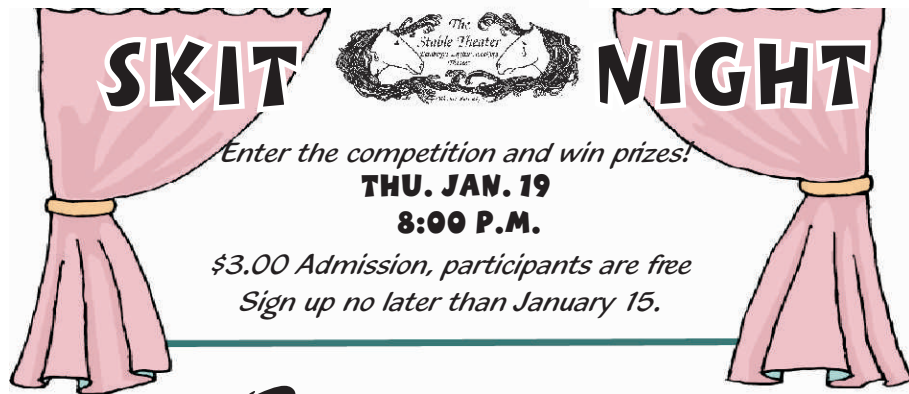 SKIT NIGHT
The
Stable Theater
Theater
Enter the competition and win prizes!
THU. JAN. 19
8:00 P.M.
$3.00 Admission, participants are free
Sign up no later than January 15.